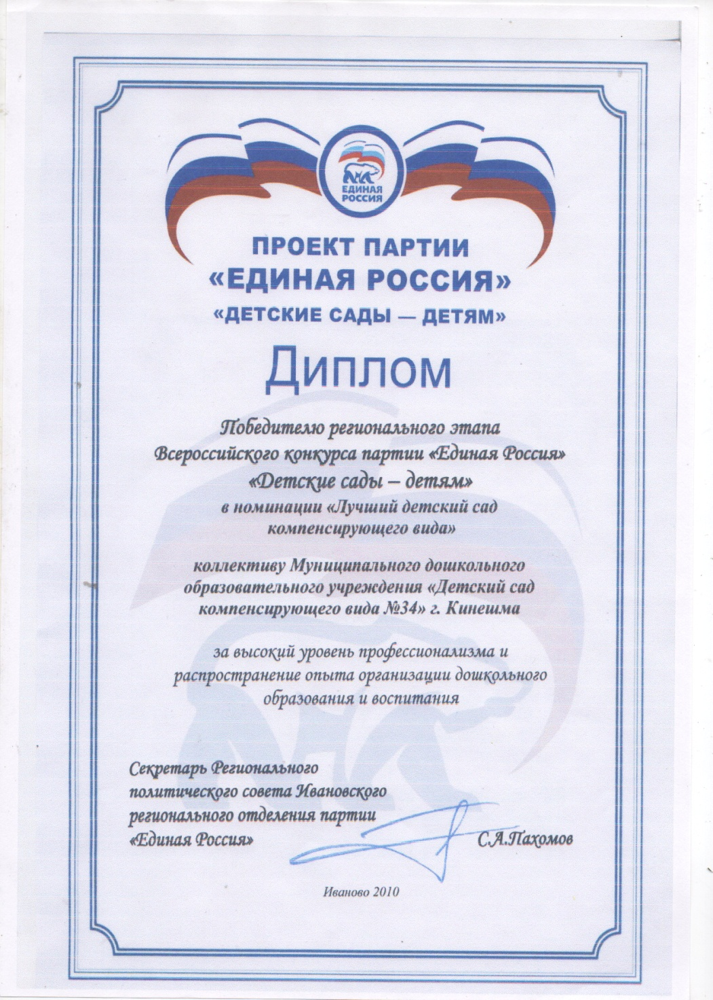 ЕДИНАЯ
РОССИЯ
ПРОЕКТ ПАРТИИ
«ЕДИНАЯ РОССИЯ»
«ДЕТСКИЕ САДЫ — ДЕТЯМ»
Диплом
Победителю регионального этапа
Всероссийского конкурса партии «Единая Россия»
«Детские сады – детям»
в номинации «Лучший детский сад
компенсирующего вида»
коллективу Муниципального дошкольного
образовательного учреждения «Детский сад
компенсирующего вида №34» г. Кинешма
за высокий уровень профессионализма и
распространение опыта организации дошкольного
образования и воспитания
Секретарь Регионального
политического совета Ивановского
регионального отделения партии
«Единая Россия» С.А.Пахомов
Иваново 2010